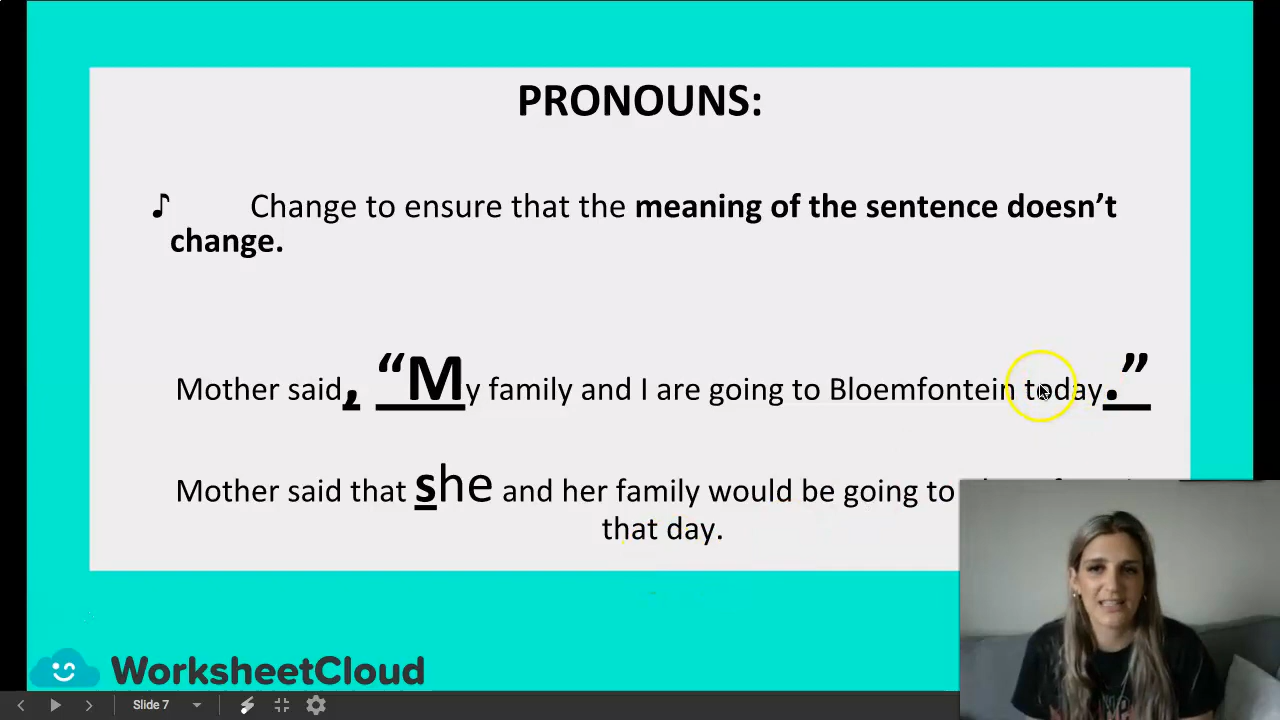 PRONOUNS:
♪ Change to ensure that the meaning of the sentence doesn’t
change.
Mother said, “My family and I are going to Bloemfontein today.”
Mother said that she and her family would be going to
that day.
WorksheetCloud
Slide 7